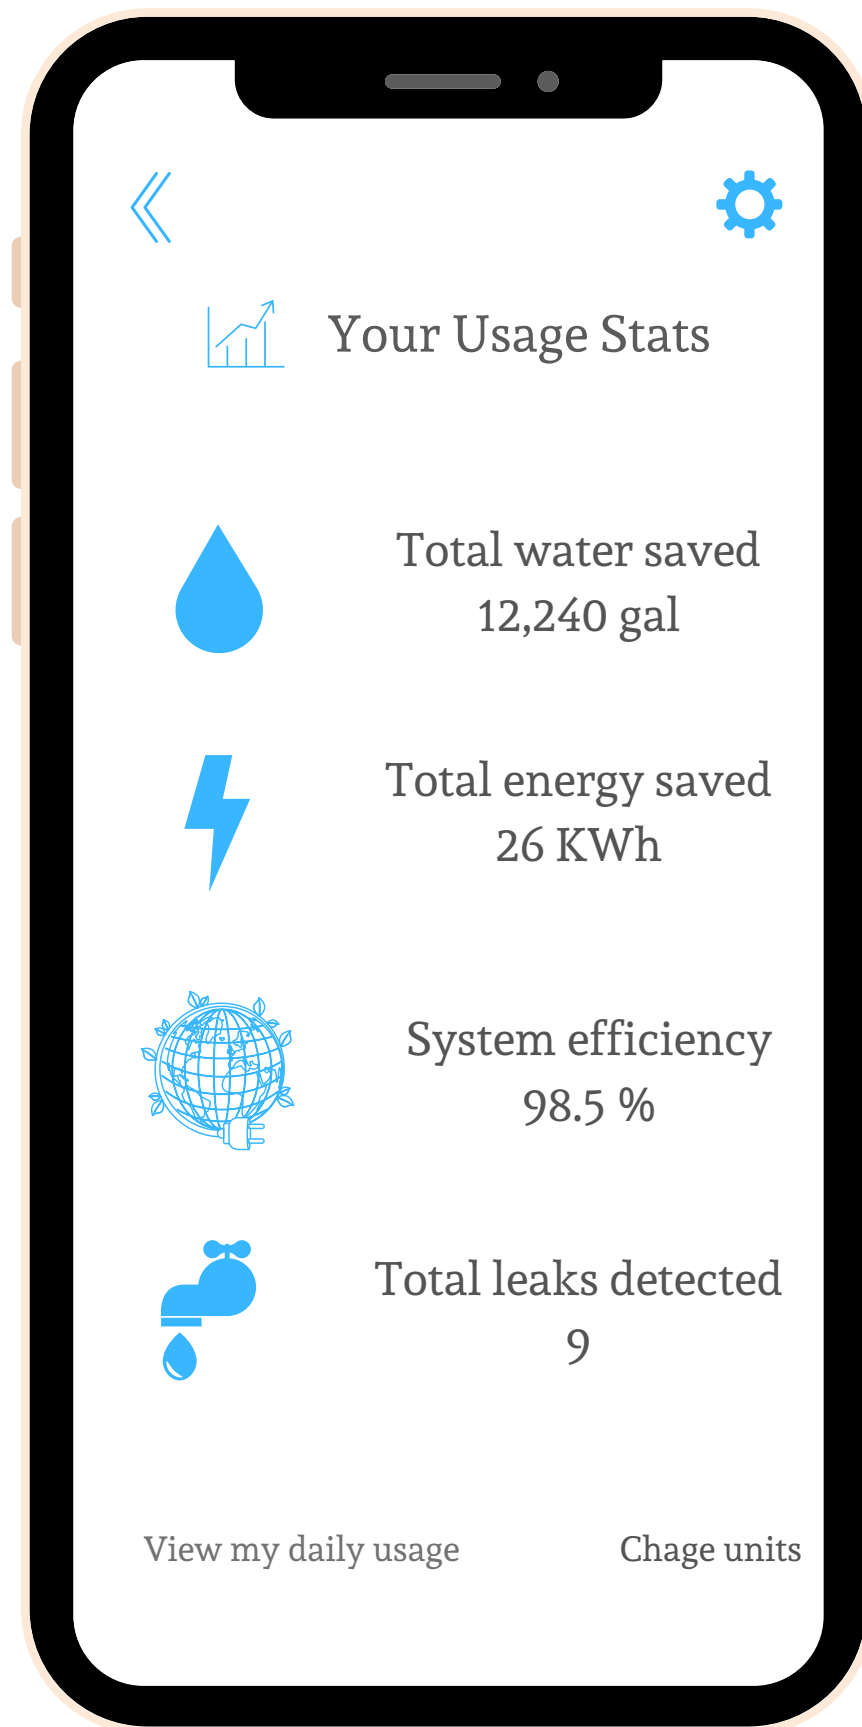 Your Usage Stats
Total water saved
12,240 gal
Total energy saved
26 KWh
System efficiency
98.5 %
Total leaks detected
9
View my daily usage
Chage units